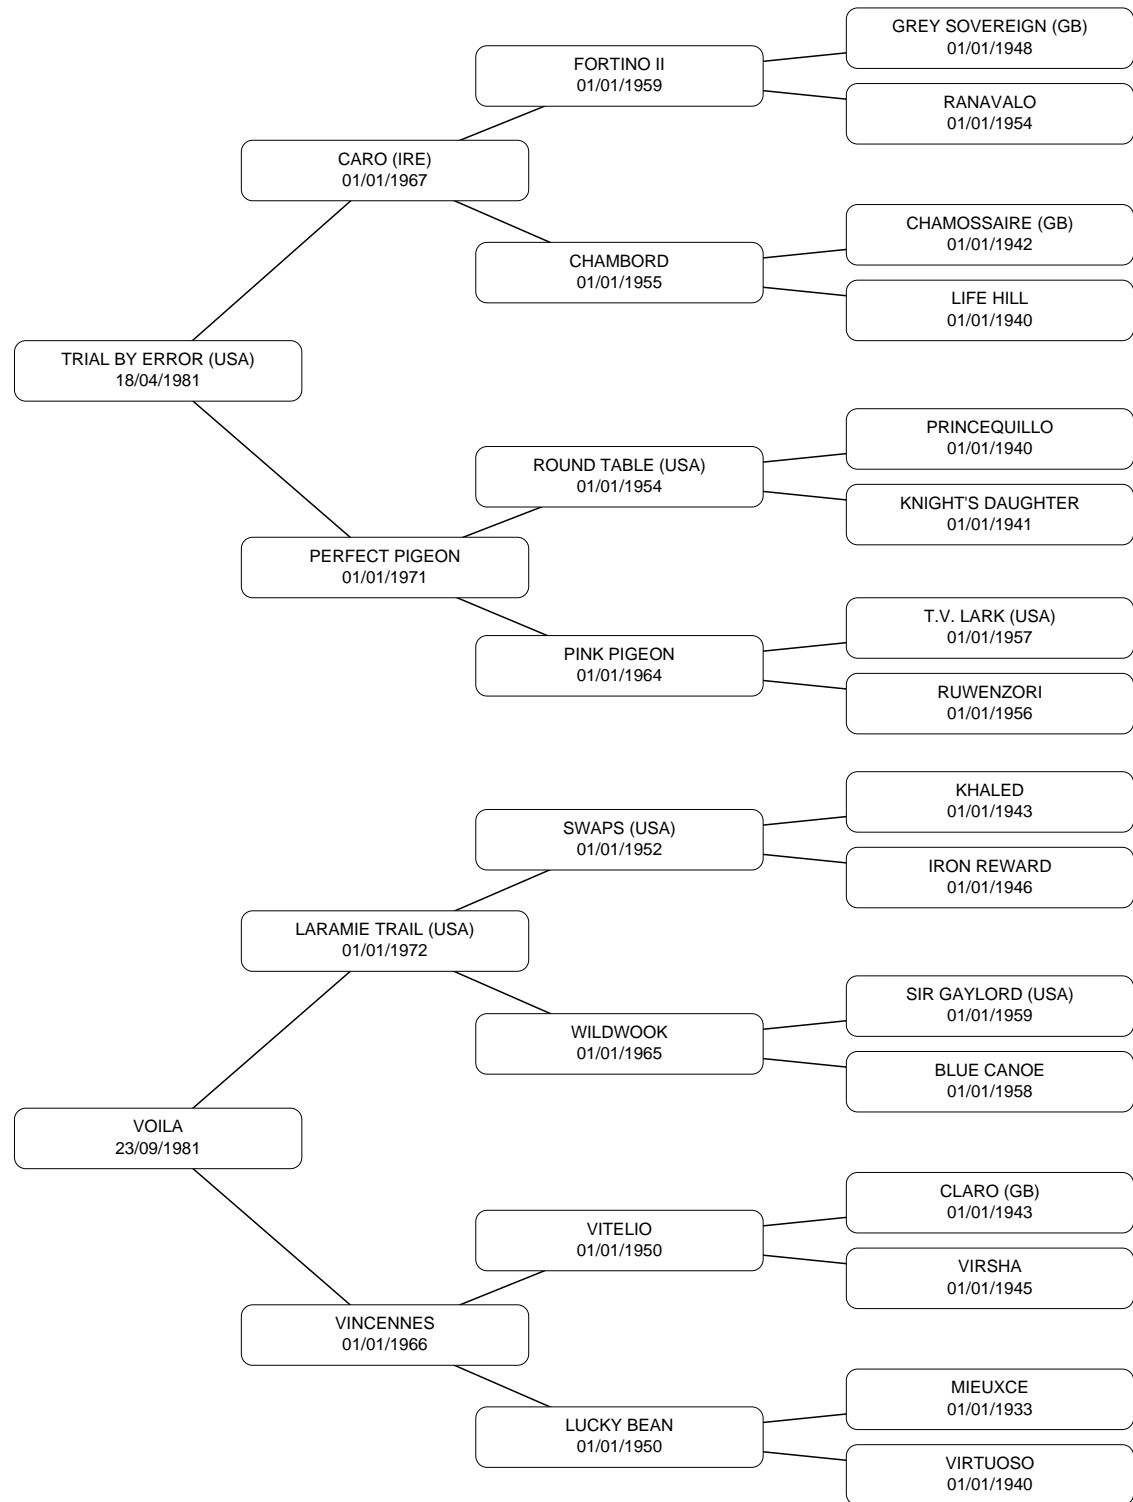 GREY SOVEREIGN (GB)
01/01/1948
FORTINO II
01/01/1959
RANAVALO
01/01/1954
CARO (IRE)
01/01/1967
CHAMOSSAIRE (GB)
01/01/1942
CHAMBORD
01/01/1955
LIFE HILL
01/01/1940
TRIAL BY ERROR (USA)
18/04/1981
PRINCEQUILLO
01/01/1940
ROUND TABLE (USA)
01/01/1954
KNIGHT'S DAUGHTER
01/01/1941
PERFECT PIGEON
01/01/1971
T.V. LARK (USA)
01/01/1957
PINK PIGEON
01/01/1964
RUWENZORI
01/01/1956
KHALED
01/01/1943
SWAPS (USA)
01/01/1952
IRON REWARD
01/01/1946
LARAMIE TRAIL (USA)
01/01/1972
SIR GAYLORD (USA)
01/01/1959
WILDWOOK
01/01/1965
BLUE CANOE
01/01/1958
VOILA
23/09/1981
CLARO (GB)
01/01/1943
VITELIO
01/01/1950
VIRSHA
01/01/1945
VINCENNES
01/01/1966
MIEUXCE
01/01/1933
LUCKY BEAN
01/01/1950
VIRTUOSO
01/01/1940